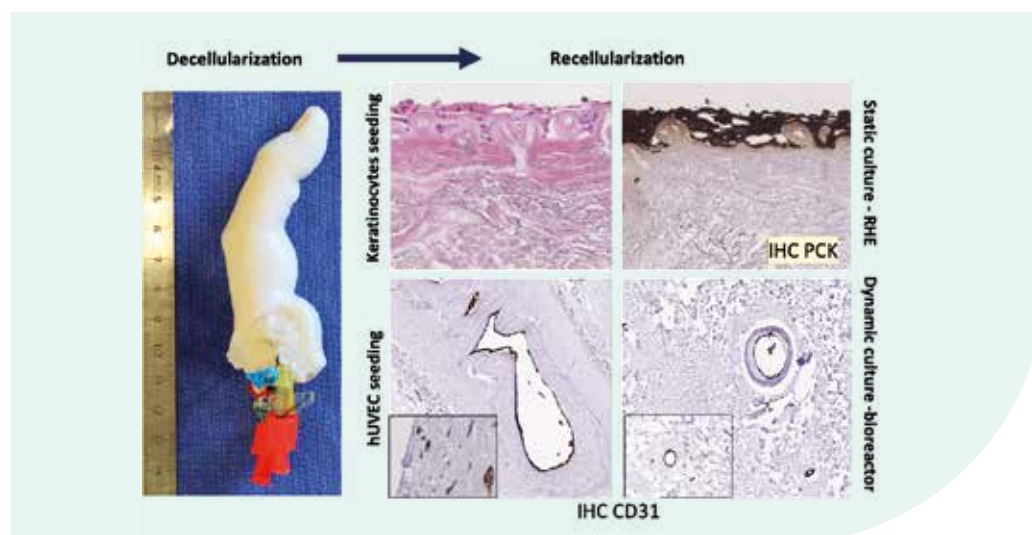 Decellularization
Recellularization
Keratinocytes seeding
Static culture - RHE
IHC PCK
hUVEC seeding
Dynamic culture -bioreactor
IHC CD31